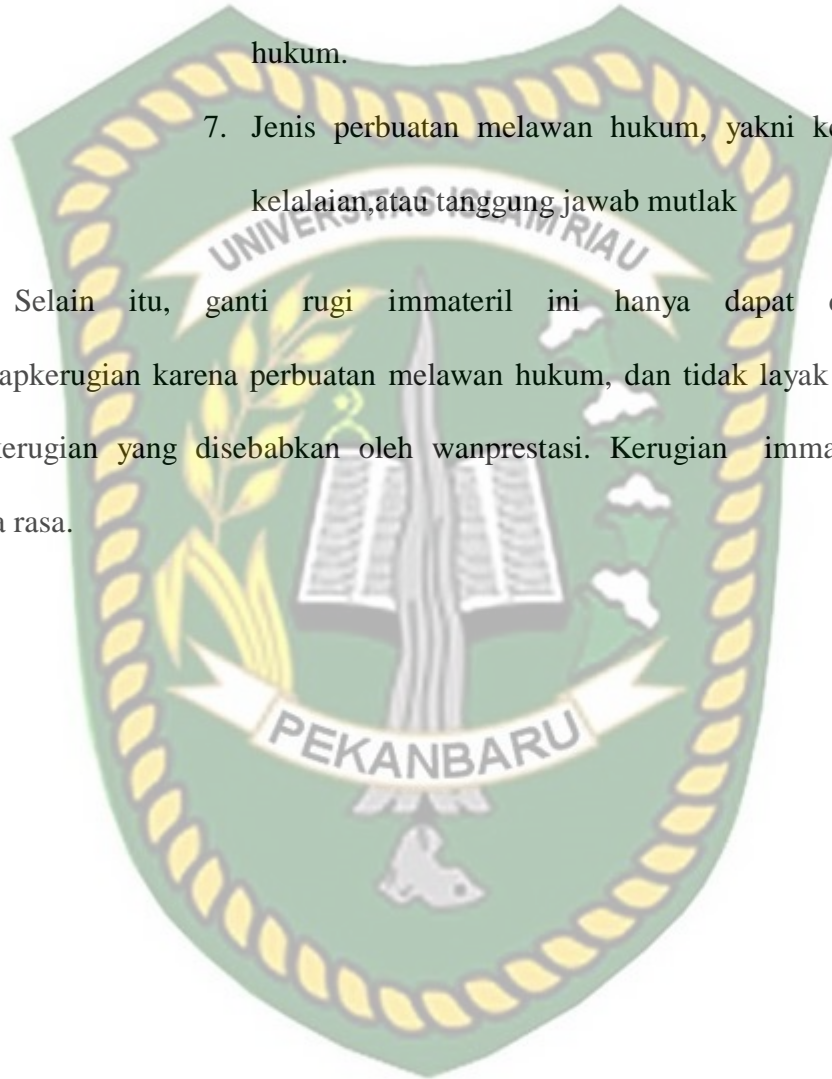 hukum.
7. Jenis perbuatan melawan hukum, yakni
kelalaian,atau tanggung jawab mutlak
UNIVERSITAS ISLAM RIAU
Selain itu, ganti rugi immateril ini hanya dapat
apkerugian karena perbuatan melawan hukum, dan tidak layak
kerugian yang disebabkan oleh wanprestasi. Kerugian
rasa.
PEKANBARU